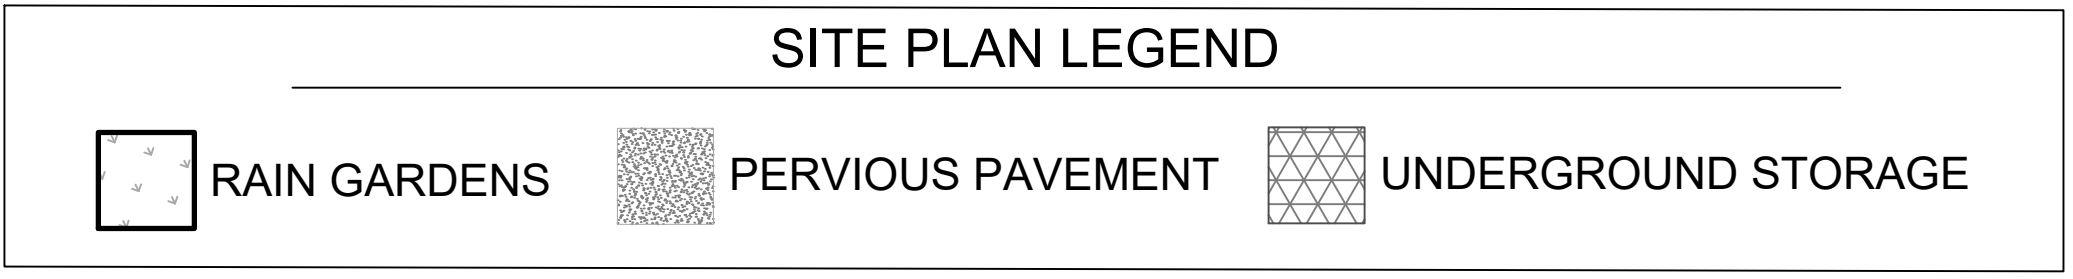 SITE PLAN LEGEND
RAIN GARDENS
PERVIOUS PAVEMENT
UNDERGROUND STORAGE